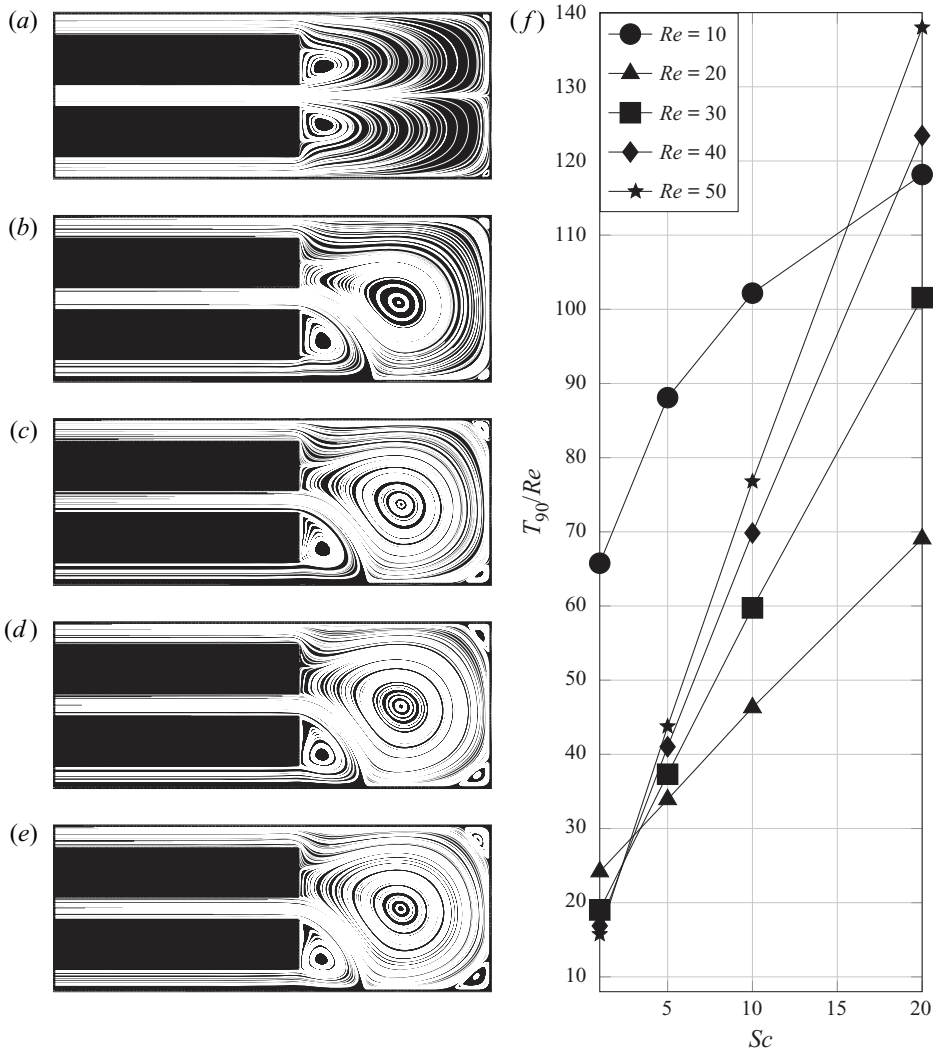 (a)
(b)
(c)
(d)
(e)
(f)
Re = 10
Re = 20
Re = 30
Re = 40
Re = 50
140
130
120
110
100
90
80
70
60
50
40
30
20
10
T90/Re
5
10
15
20
Sc